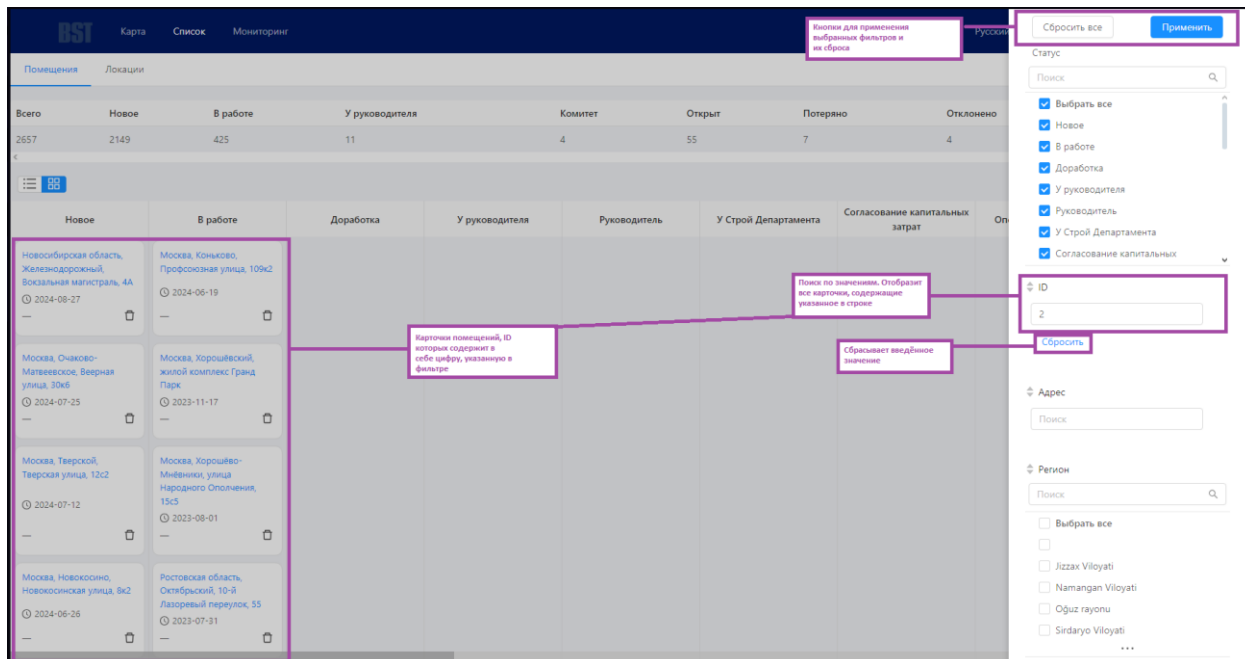 BST
Карта
Список
Мониторинг
Кнопки для применения
выбранных фильтров и
их сброса
Сбросить все
Применить
Помещения
Локации
Статус
Поиск
Всего
Новое
В работе
У руководителя
Комитет
Открыт
Потеряно
Отклонено
2657
2149
425
11
4
55
7
4
Выбрать все
Новое
В работе
Доработка
У руководителя
Руководитель
У Строй Департамента
Согласование капитальных
Новое
В работе
Доработка
У руководителя
Руководитель
У Строй Департамента
Согласование капитальных
затрат
Новосибирская область,
Железнодорожный,
Вокзальная магистраль, 4А
2024-08-27
—
Москва, Коньково,
Профсоюзная улица, 109к2
2024-06-19
—
Поиск по значениям. Отобразит
все карточки, содержащие
указанное в строке
ID
2
Сбросить
Сбрасывает введённое
значение
Карточки помещений, ID
которых содержит в
себе цифру, указанную в
фильтре
Москва, Очаково-
Матвеевское, Веерная
улица, 30к6
2024-07-25
—
Москва, Хорошёвский,
жилой комплекс Гранд
Парк
2023-11-17
—
Адрес
Поиск
Москва, Тверской,
Тверская улица, 12с2
2024-07-12
—
Москва, Хорошёво-
Мнёвники, улица
Народного Ополчения,
15с5
2023-08-01
—
Регион
Поиск
Выбрать все
Jizzax Viloyati
Namangan Viloyati
Oğuz rayonu
Sirdaryo Viloyati
...
Москва, Новокосино,
Новокосинская улица, 8к2
2024-06-26
—
Ростовская область,
Октябрьский, 10-й
Лазоревый переулок, 55
2023-07-31
—